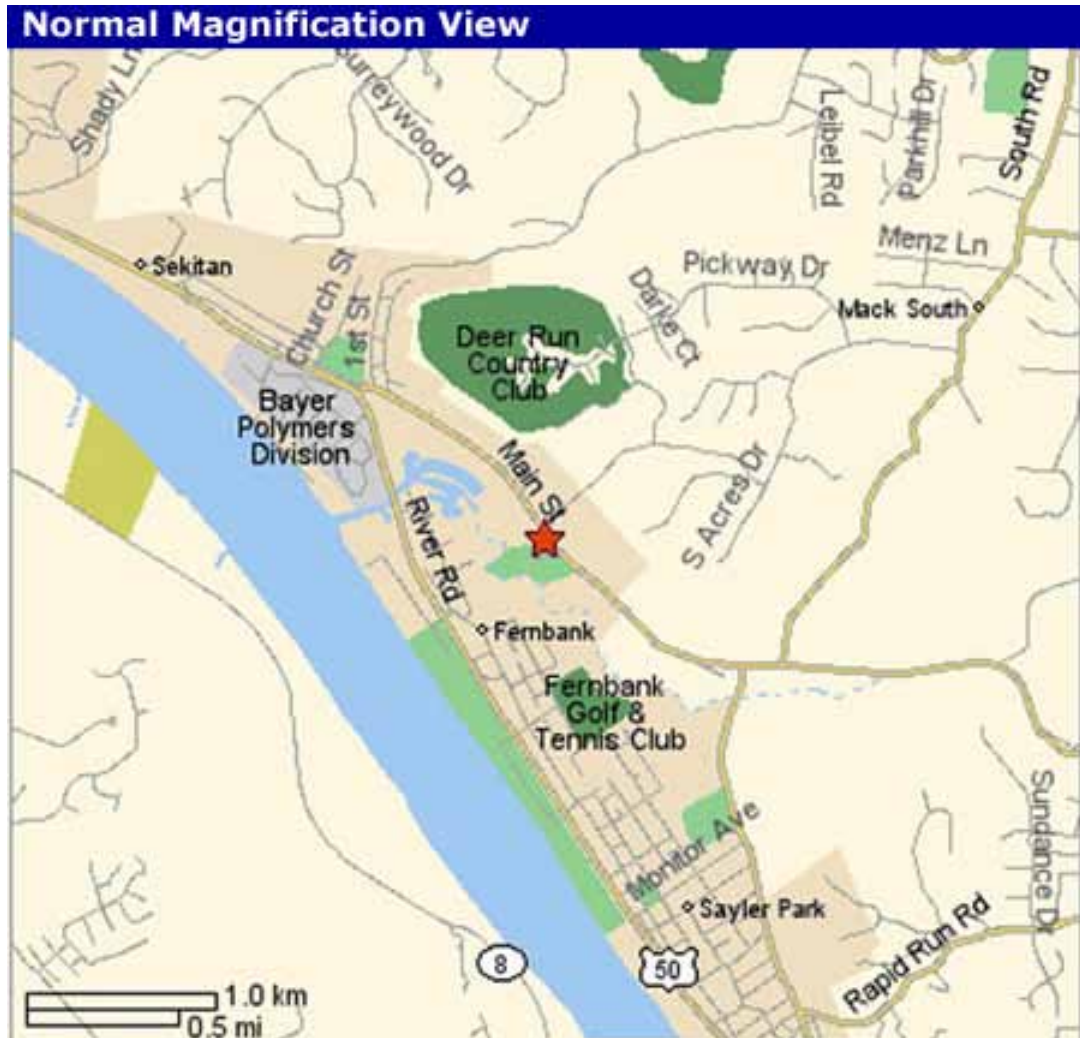 Normal Magnification View
Shady Ln
urreywood Dr
Leibel Rd
Parkhill Dr
South Rd
Menz Ln
Sekitan
Church St
1st St
Pickway Dr
Darke Ct
Mack South
Deer Run
Country
Club
Bayer
Polymers
Division
Main St
S Acres Dr
River Rd
Fernbank
Fernbank
Golf &
Tennis Club
Monitor Ave
Sundance Dr
Sayler Park
Rapid Run Rd
8
50
1.0 km
0.5 mi